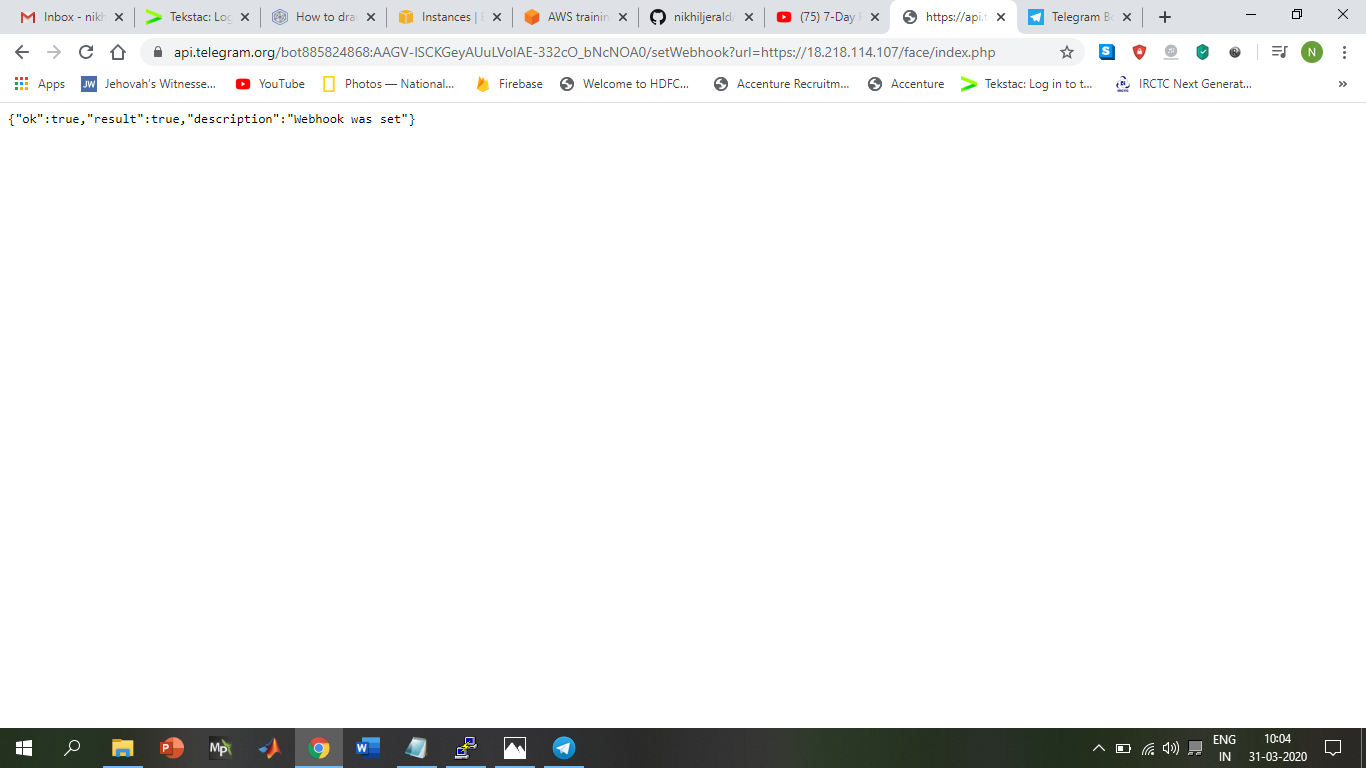 Inbox - nikh
Tekstac: Log
How to dra
Instances | E
AWS trainin
nikhiljerald/
(75) 7-Day F
https://api.t
Telegram Bo
api.telegram.org/bot885824868:AAGV-ISCKGeyAUuLVolAE-332cO_bNcNOA0/setWebhook?url=https://18.218.114.107/face/index.php
N
Apps
JW
Jehovah's Witnesse...
YouTube
Photos — National...
Firebase
Welcome to HDFC...
Accenture Recruitm...
Accenture
Tekstac: Log in to t...
IRCTC Next Generat...
»
{"ok":true,"result":true,"description":"Webhook was set"}
ENG
IN
10:04
31-03-2020